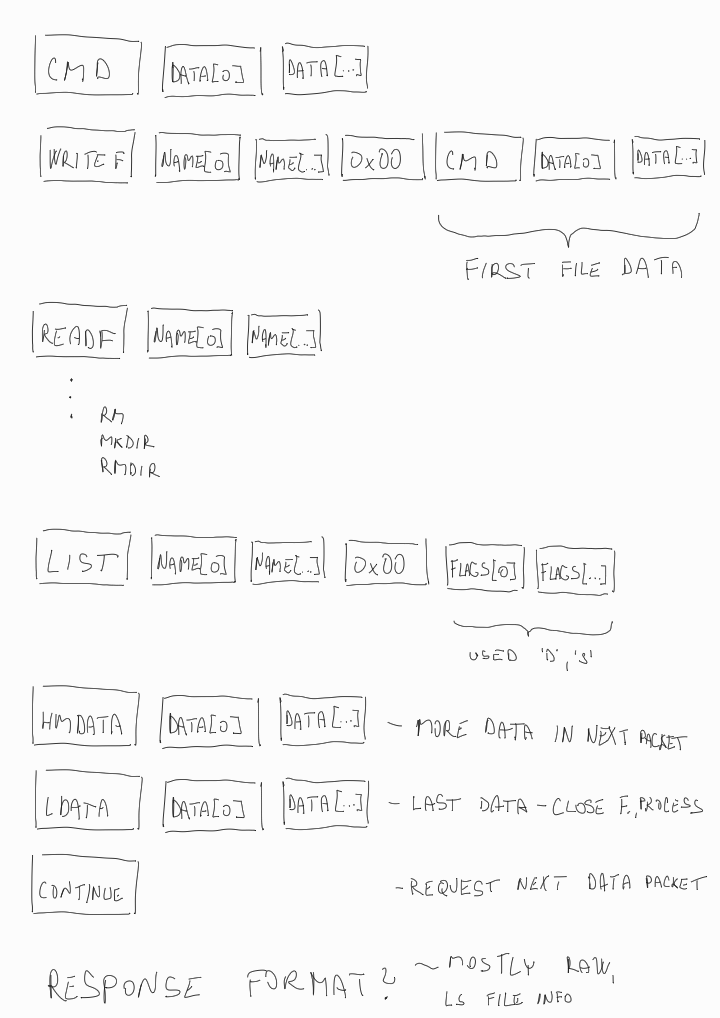 CMD DATA[0] DATA[...]
WRITEF NAME[0] NAME[...] 0x00 CMD DATA[0] DATA[...]
FIRST FILE DATA
READF NAME[0] NAME[...]
RM
MKDIR
RMDIR
LIST NAME[0] NAME[...] 0x00 FLAGS[0] FLAGS[...]
USED 'D', 'S'
HMDATA DATA[0] DATA[...] - MORE DATA IN NEXT PACKET
LDATA DATA[0] DATA[...] - LAST DATA - CLOSE F., PROCESS
CONTINUE - REQUEST NEXT DATA PACKET
RESPONSE FORMAT? ~ MOSTLY RAW,
LS FILE INFO